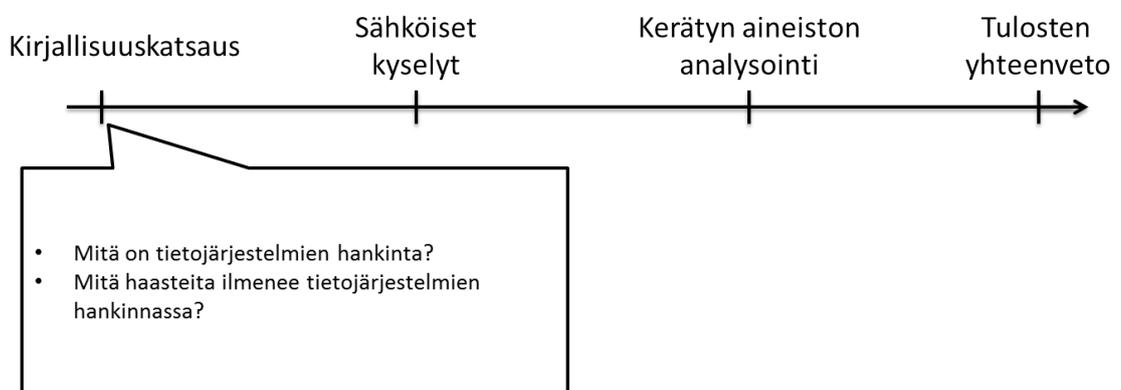 Kirjallisuuskatsaus
Sähköiset
kyselyt
Kerätyn aineiston
analysointi
Tulosten
yhteenveto
• Mitä on tietojärjestelmien hankinta?
• Mitä haasteita ilmenee tietojärjestelmien
hankinnassa?